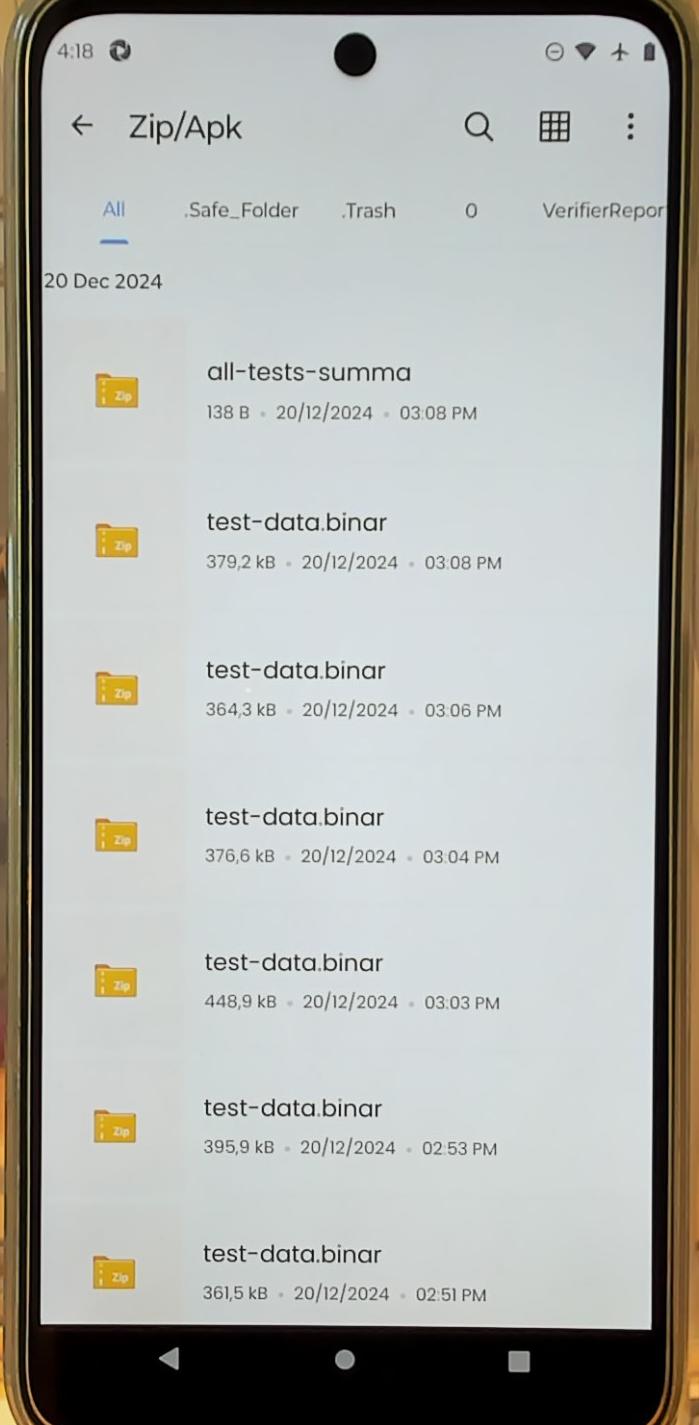 4:18
Zip/Apk
All .Safe_Folder .Trash 0 VerifierRepor
20 Dec 2024
all-tests-summa
138 B • 20/12/2024 • 03:08 PM
Zip
test-data.binar
379,2 kB • 20/12/2024 • 03:08 PM
Zip
test-data.binar
364,3 kB • 20/12/2024 • 03:06 PM
Zip
test-data.binar
376,6 kB • 20/12/2024 • 03:04 PM
Zip
test-data.binar
448,9 kB • 20/12/2024 • 03:03 PM
Zip
test-data.binar
395,9 kB • 20/12/2024 • 02:53 PM
Zip
test-data.binar
361,5 kB • 20/12/2024 • 02:51 PM
Zip